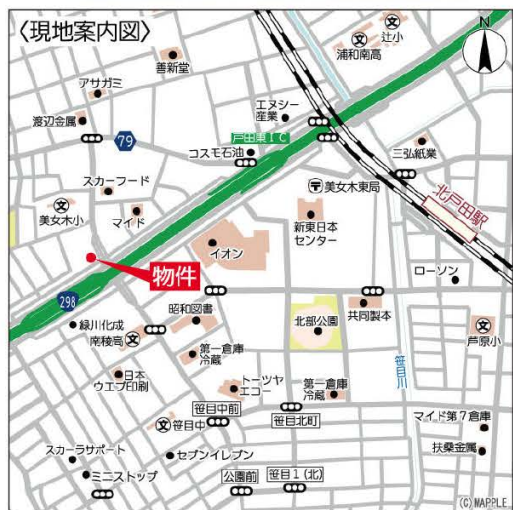 〈現地案内図〉
N
辻小
浦和南高
善新堂
アサガミ
エヌシー
産業
渡辺金属
79
戸田東IC
コスモ石油
三弘紙業
スカーフード
美女木東局
北戸田駅
美女木小
マイド
新東日本
センター
イオン
物件
ローソン
298
昭和図書
緑川化成
南稜高
北部公園
共同製本
芦原小
第一倉庫
冷蔵
笹目川
日本
ウエブ印刷
トーツヤ
エコー
第一倉庫
冷蔵
笹目中前
笹目北町
マイド第7倉庫
笹目中
扶桑金属
スカーラサポート
セブンイレブン
ミニストップ
公園前
笹目1(北)
(C)MAPPLE